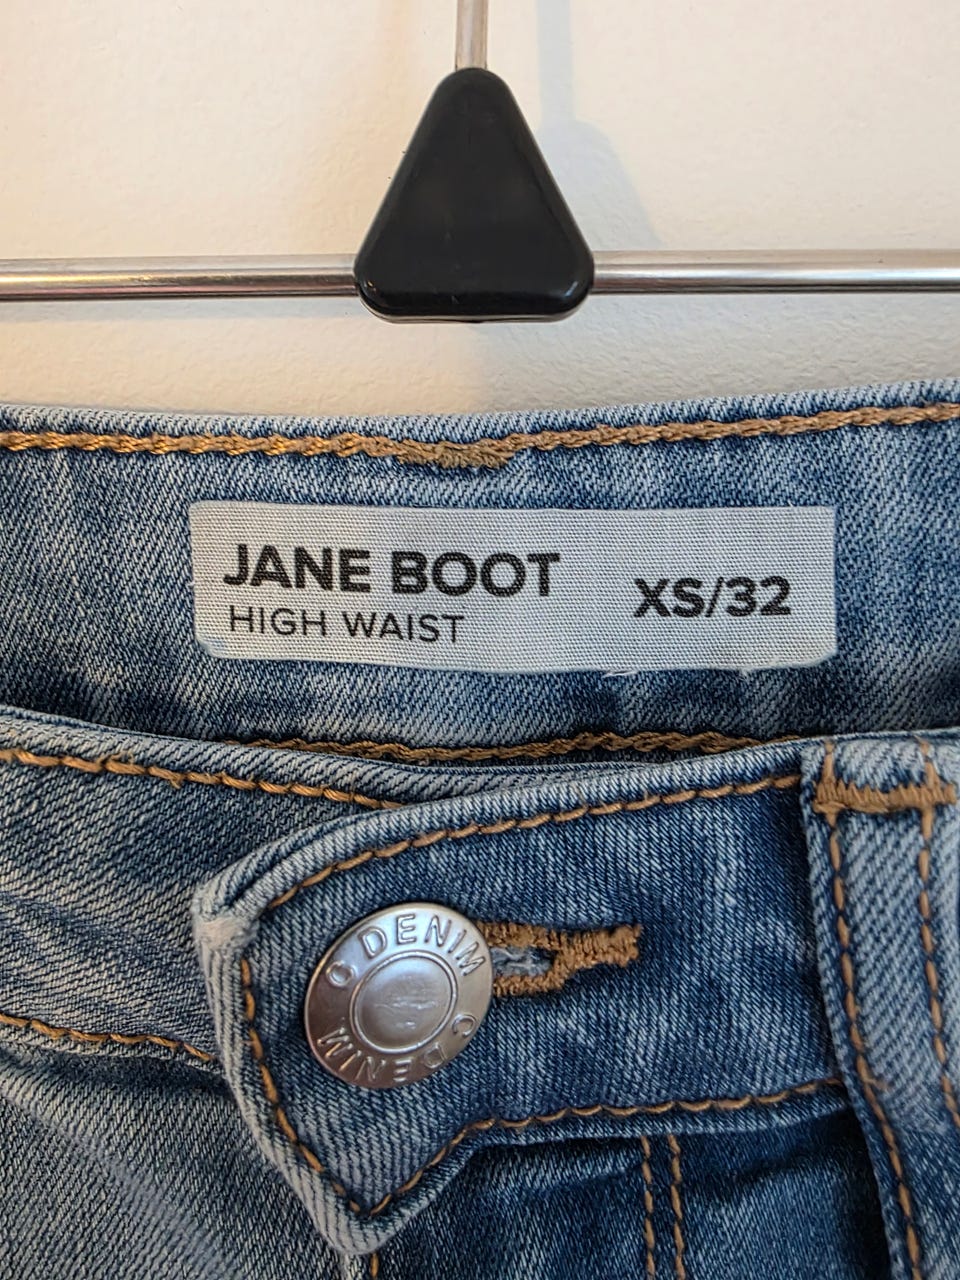 JANE BOOT
HIGH WAIST
XS/32
C DENIM
C DENIM